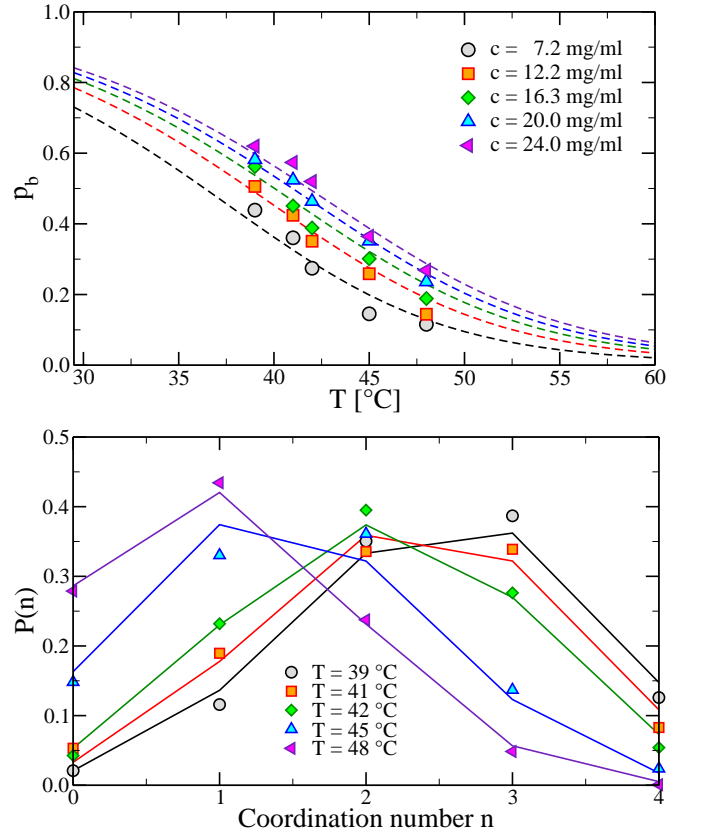 1.0
0.8
0.6
0.4
0.2
0.0
p_b
c = 7.2 mg/ml
c = 12.2 mg/ml
c = 16.3 mg/ml
c = 20.0 mg/ml
c = 24.0 mg/ml
30 35 40 45 50 55 60
T [°C]
0.5
0.4
0.3
0.2
0.1
0.0
P(n)
T = 39 °C
T = 41 °C
T = 42 °C
T = 45 °C
T = 48 °C
0 1 2 3 4
Coordination number n